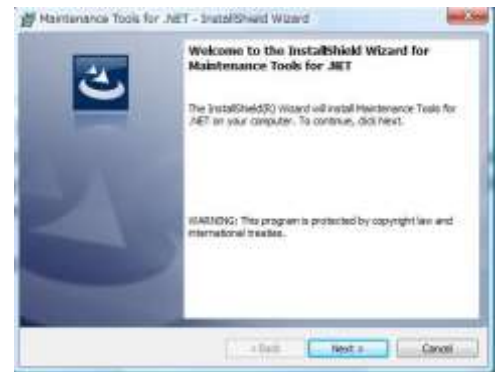 Maintenance Tools for .NET - InstallShield Wizard
Welcome to the InstallShield Wizard for
Maintenance Tools for .NET
The InstallShield(R) Wizard will install Maintenance Tools for
.NET on your computer. To continue, click Next.
WARNING: This program is protected by copyright law and
international treaties.
< Back
Next >
Cancel